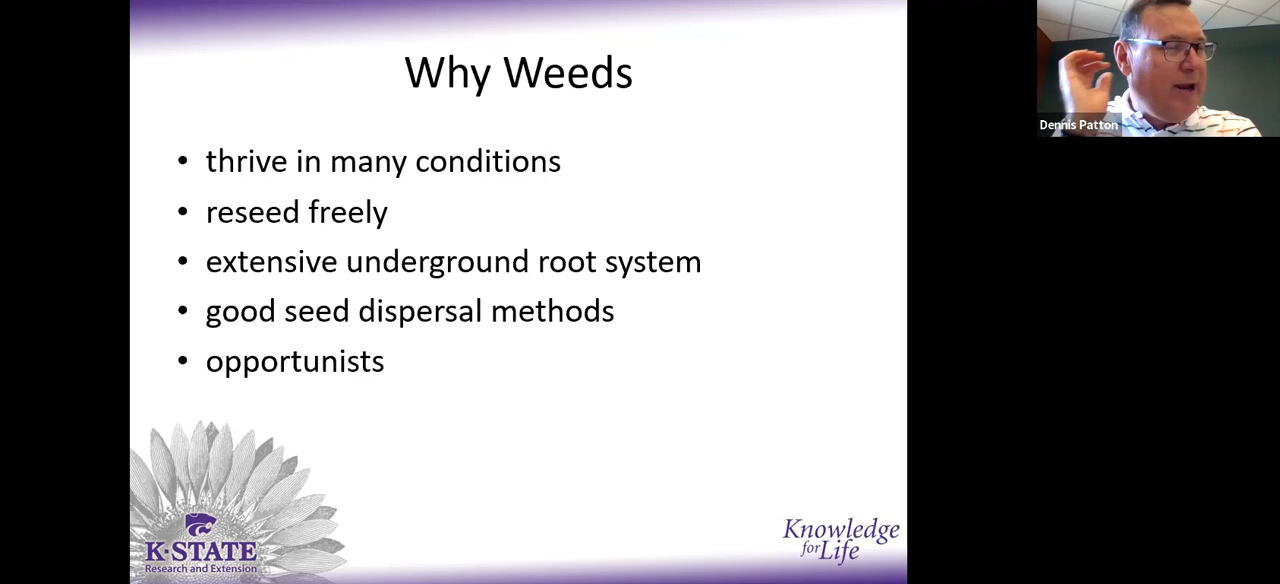 Why Weeds
• thrive in many conditions
• reseed freely
• extensive underground root system
• good seed dispersal methods
• opportunists
K-STATE
Research and Extension
Knowledge
for Life
Dennis Patton